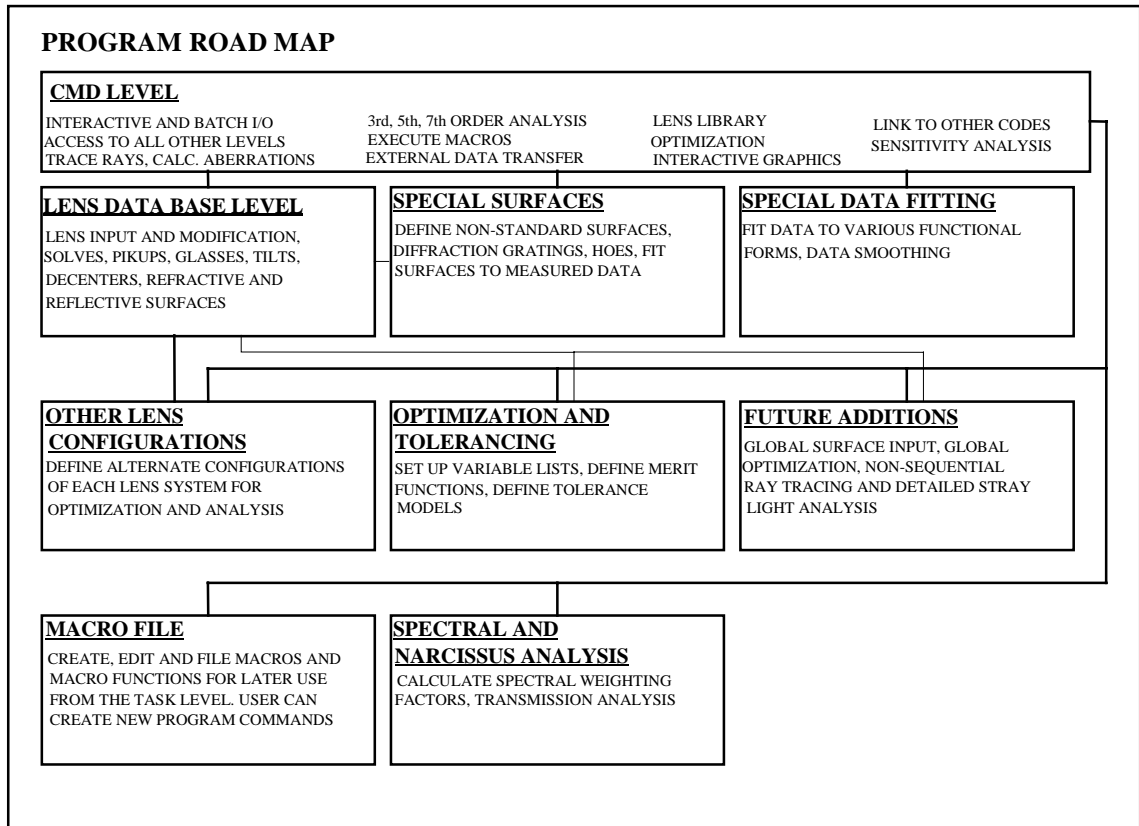 PROGRAM ROAD MAP
CMD LEVEL
INTERACTIVE AND BATCH I/O
ACCESS TO ALL OTHER LEVELS
TRACE RAYS, CALC. ABERRATIONS
3rd, 5th, 7th ORDER ANALYSIS
EXECUTE MACROS
EXTERNAL DATA TRANSFER
LENS LIBRARY
OPTIMIZATION
INTERACTIVE GRAPHICS
LINK TO OTHER CODES
SENSITIVITY ANALYSIS
LENS DATA BASE LEVEL
LENS INPUT AND MODIFICATION,
SOLVES, PIKUPS, GLASSES, TILTS,
DECENTERS, REFRACTIVE AND
REFLECTIVE SURFACES
SPECIAL SURFACES
DEFINE NON-STANDARD SURFACES,
DIFFRACTION GRATINGS, HOES, FIT
SURFACES TO MEASURED DATA
SPECIAL DATA FITTING
FIT DATA TO VARIOUS FUNCTIONAL
FORMS, DATA SMOOTHING
OTHER LENS
CONFIGURATIONS
DEFINE ALTERNATE CONFIGURATIONS
OF EACH LENS SYSTEM FOR
OPTIMIZATION AND ANALYSIS
OPTIMIZATION AND
TOLERANCING
SET UP VARIABLE LISTS, DEFINE MERIT
FUNCTIONS, DEFINE TOLERANCE
MODELS
FUTURE ADDITIONS
GLOBAL SURFACE INPUT, GLOBAL
OPTIMIZATION, NON-SEQUENTIAL
RAY TRACING AND DETAILED STRAY
LIGHT ANALYSIS
MACRO FILE
CREATE, EDIT AND FILE MACROS AND
MACRO FUNCTIONS FOR LATER USE
FROM THE TASK LEVEL. USER CAN
CREATE NEW PROGRAM COMMANDS
SPECTRAL AND
NARCISSUS ANALYSIS
CALCULATE SPECTRAL WEIGHTING
FACTORS, TRANSMISSION ANALYSIS